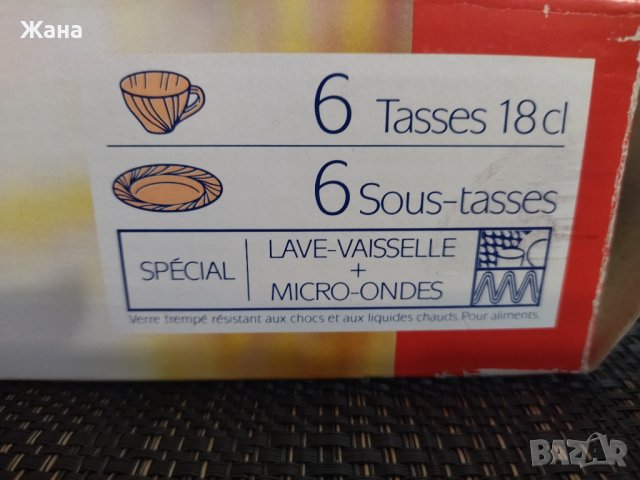 Жана
6 Tasses 18 cl
6 Sous-tasses
SPÉCIAL
LAVE-VAISSELLE
+
MICRO-ONDES
Verre trempé résistant aux chocs et aux liquides chauds. Pour aliments.
BAZAR